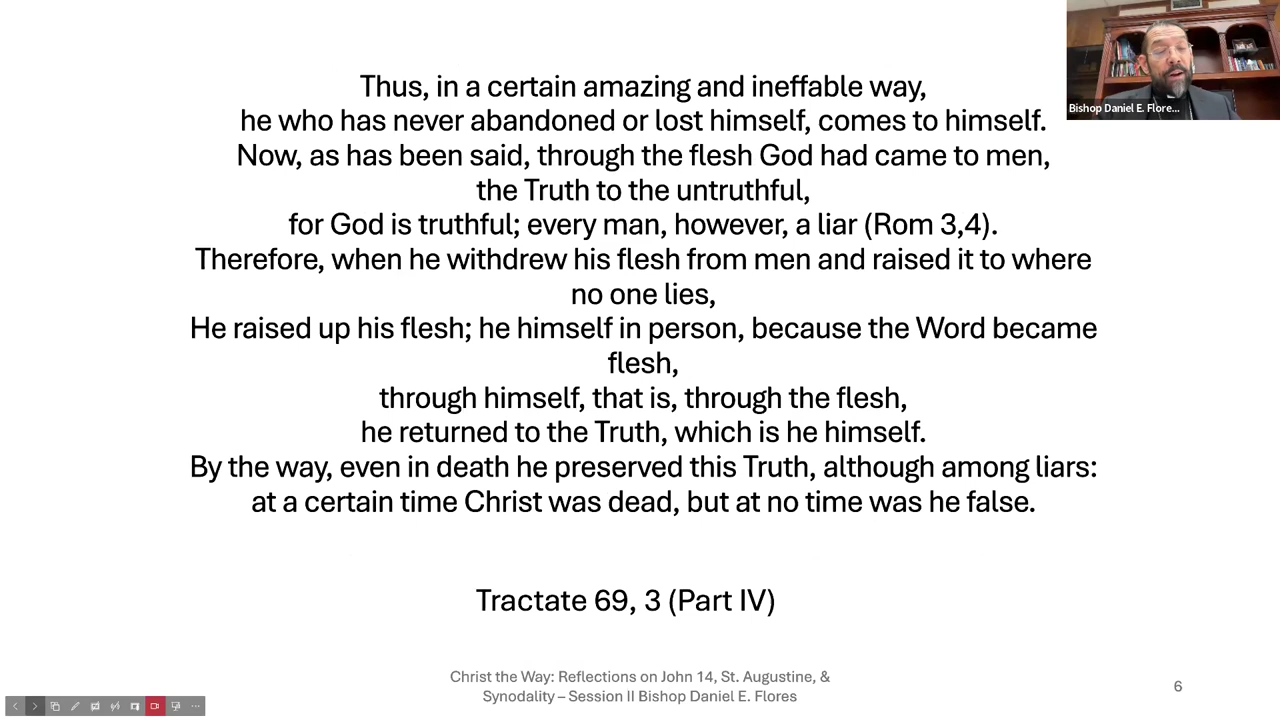 Thus, in a certain amazing and ineffable way,
he who has never abandoned or lost himself, comes to himself.
Now, as has been said, through the flesh God had came to men,
the Truth to the untruthful,
for God is truthful; every man, however, a liar (Rom 3,4).
Therefore, when he withdrew his flesh from men and raised it to where
no one lies,
He raised up his flesh; he himself in person, because the Word became
flesh,
through himself, that is, through the flesh,
he returned to the Truth, which is he himself.
By the way, even in death he preserved this Truth, although among liars:
at a certain time Christ was dead, but at no time was he false.
Tractate 69, 3 (Part IV)
Christ the Way: Reflections on John 14, St. Augustine, &
Synodality – Session II Bishop Daniel E. Flores
6
Bishop Daniel E. Flore...